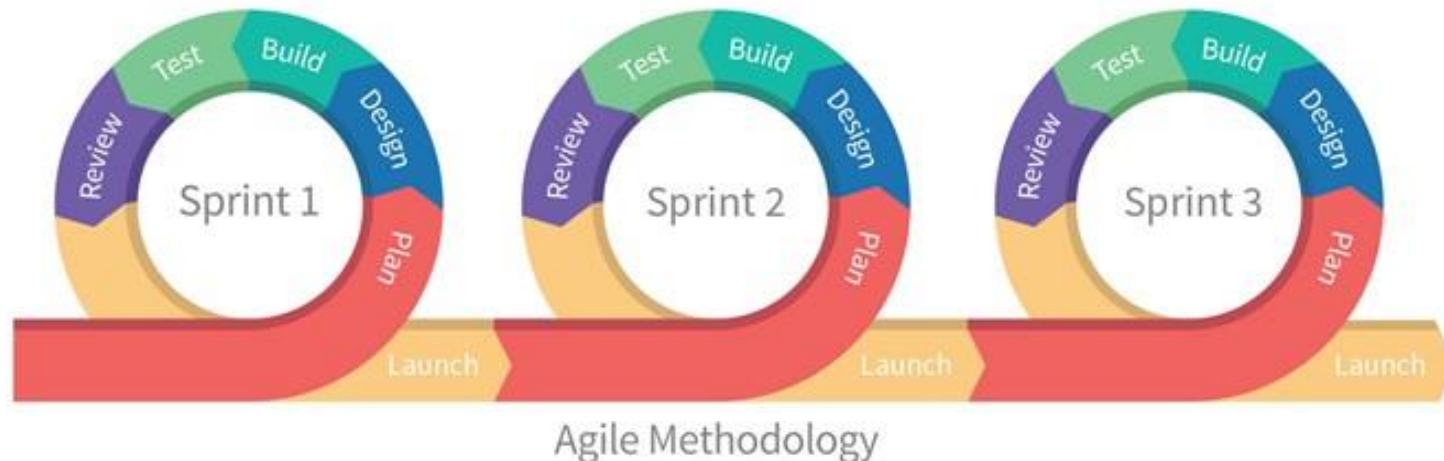 Test
Build
Design
Review
Sprint 1
Plan
Launch
Test
Build
Design
Review
Sprint 2
Plan
Launch
Test
Build
Design
Review
Sprint 3
Plan
Launch
Agile Methodology